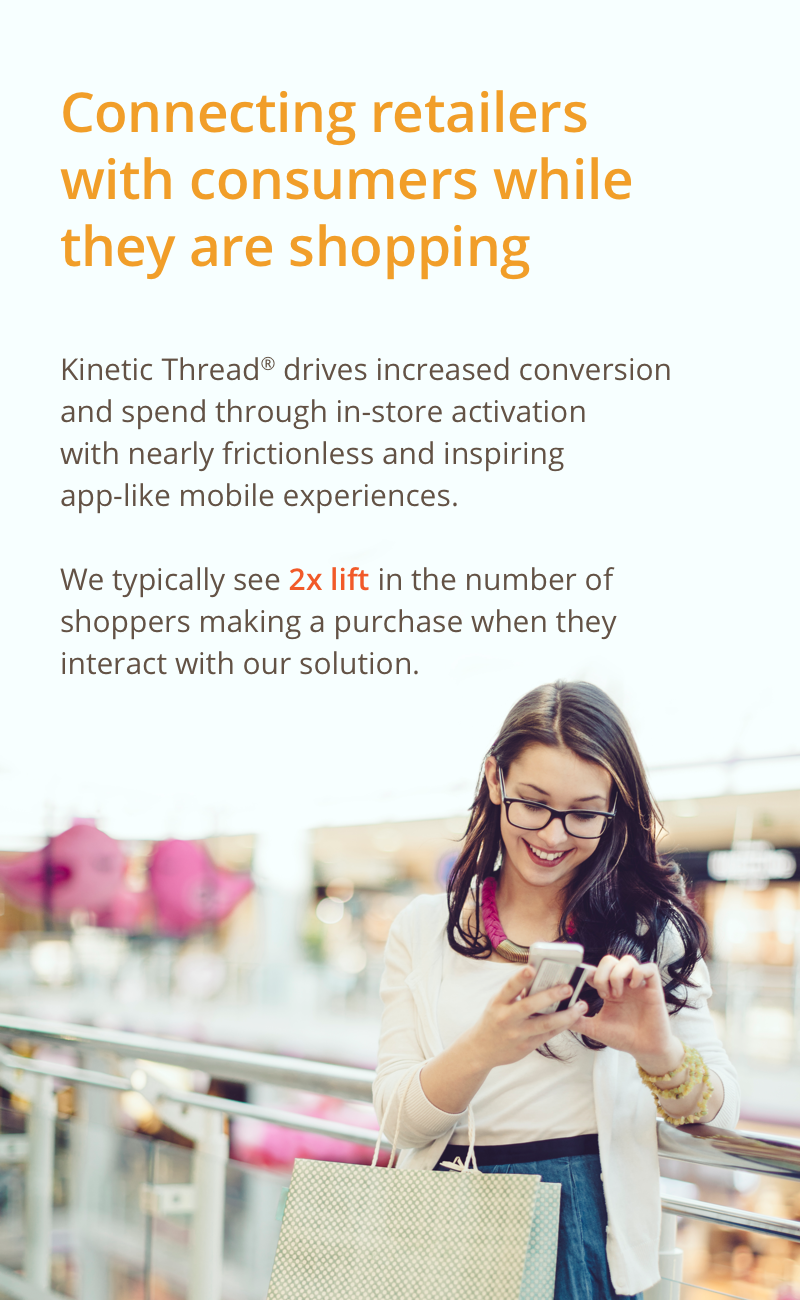 Connecting retailers
with consumers while
they are shopping
Kinetic Thread® drives increased conversion
and spend through in-store activation
with nearly frictionless and inspiring
app-like mobile experiences.
We typically see 2x lift in the number of
shoppers making a purchase when they
interact with our solution.